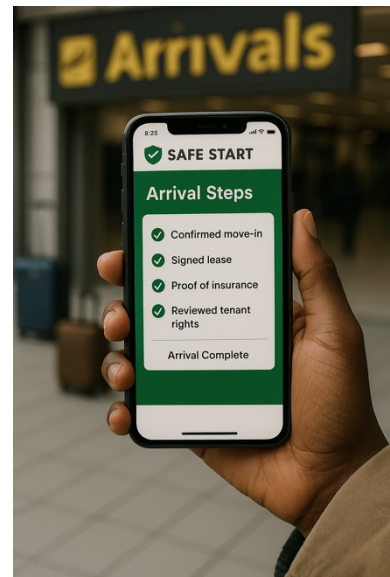 Arrivals
8:25
SAFE START
Arrival Steps
Confirmed move-in
Signed lease
Proof of insurance
Reviewed tenant
rights
Arrival Complete